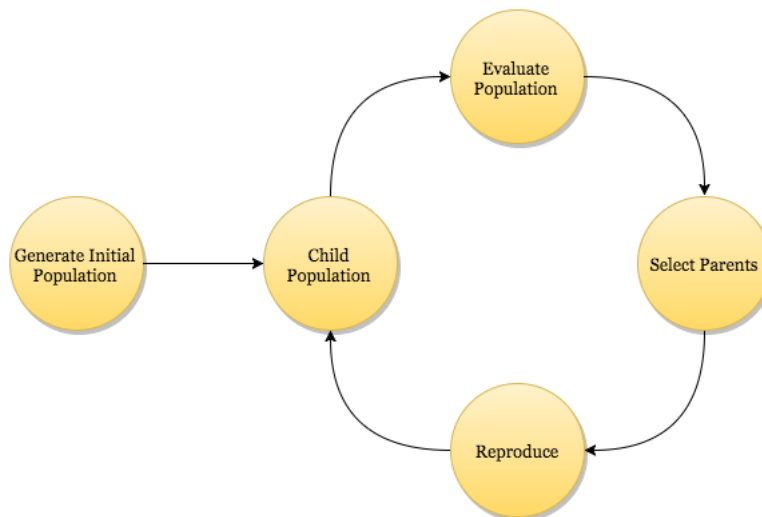 Evaluate
Population
Generate Initial
Population
Child
Population
Select Parents
Reproduce